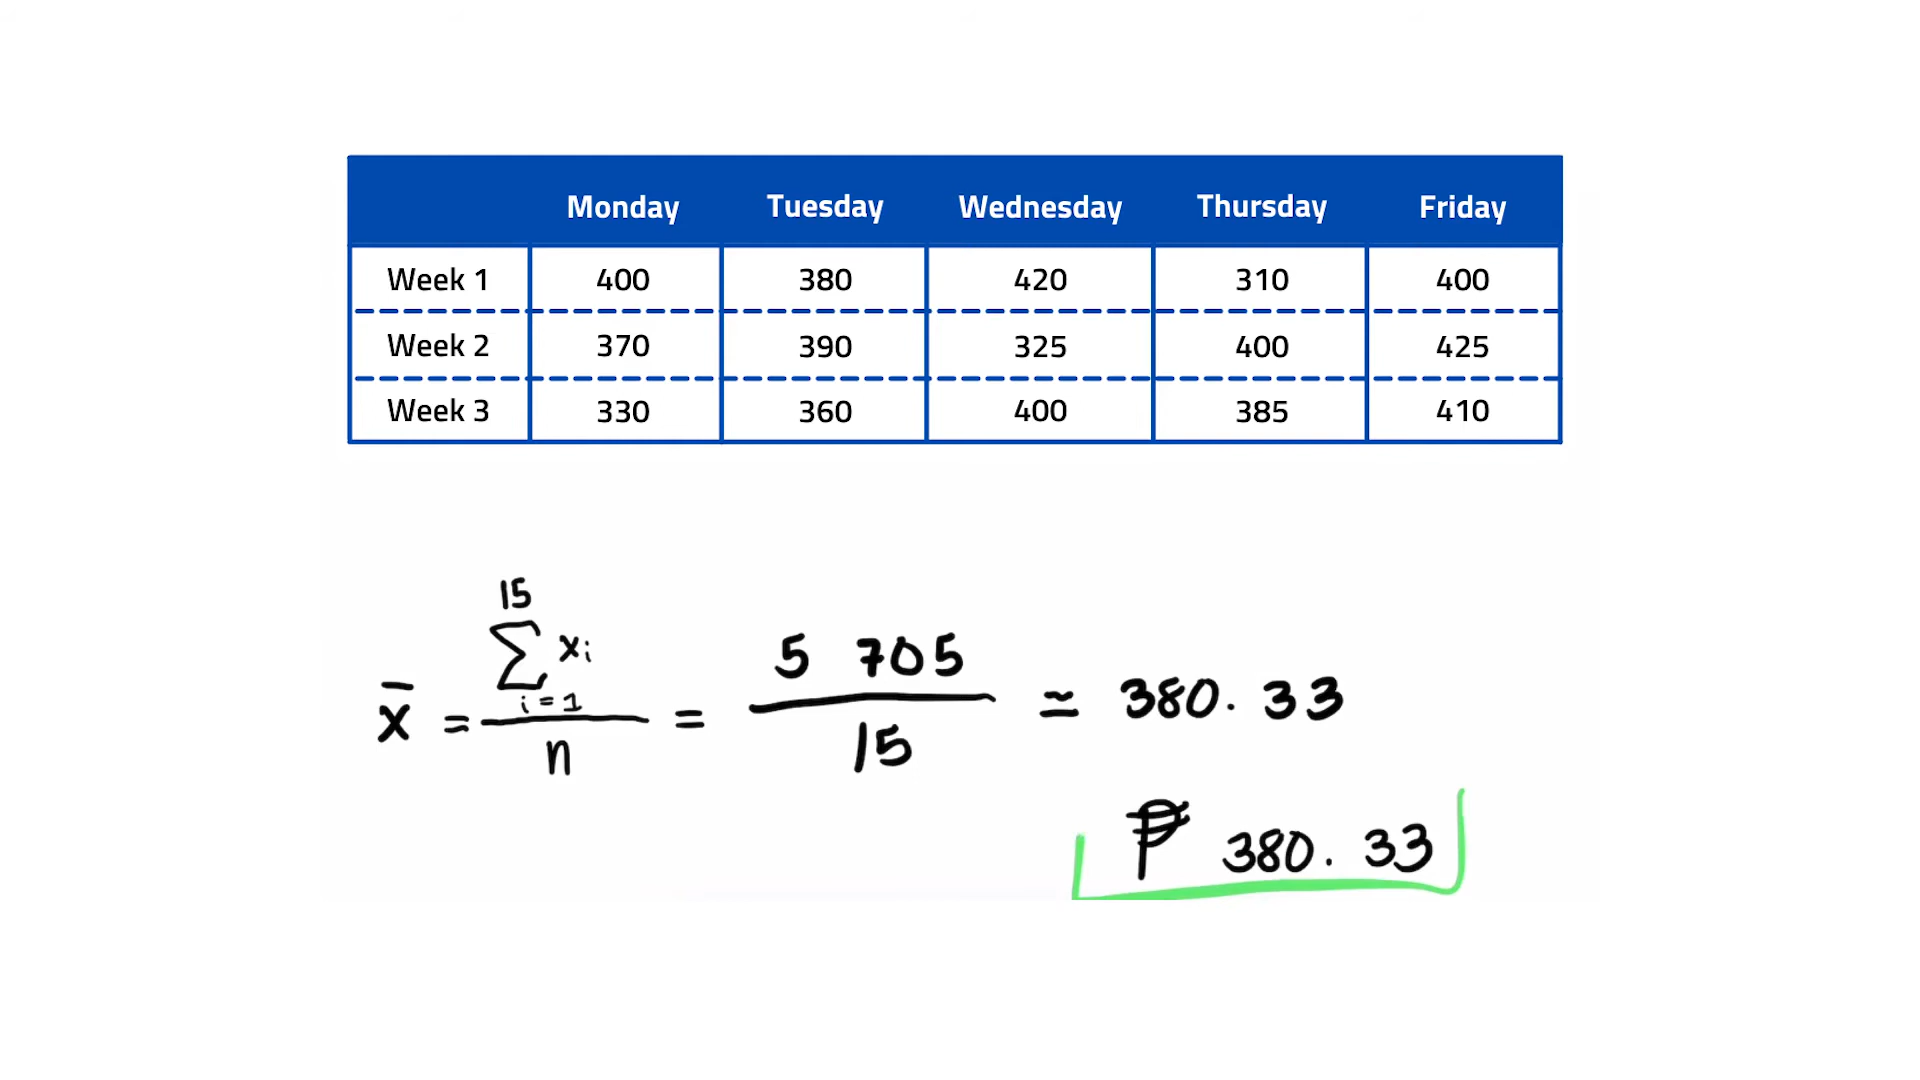 Monday Tuesday Wednesday Thursday Friday
Week 1 400 380 420 310 400
Week 2 370 390 325 400 425
Week 3 330 360 400 385 410
15
∑ xi
i=1
x̄ = n = 5 705 / 15 ≃ 380.33
₱ 380.33